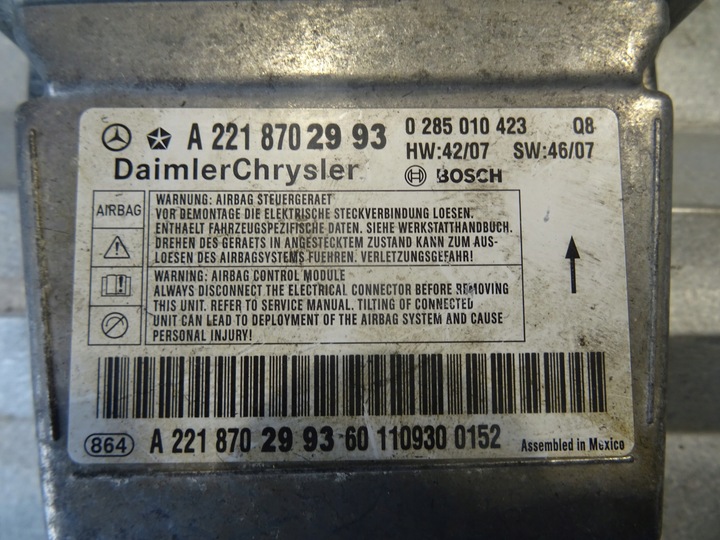 A 221 870 29 93 0 285 010 423 Q8
DaimlerChrysler HW:42/07 SW:46/07
BOSCH
AIRBAG
WARNUNG: AIRBAG STEUERGERAET
VOR DEMONTAGE DIE ELEKTRISCHE STECKVERBINDUNG LOESEN.
ENTHAELT FAHRZEUGSPEZIFISCHE DATEN. SIEHE WERKSTATTHANDBUCH.
DREHEN DES GERAETS IN ANGESTECKTEM ZUSTAND KANN ZUM AUS-
LOESEN DES AIRBAGSYSTEMS FUEHREN. VERLETZUNGSGEFAHR!
WARNING: AIRBAG CONTROL MODULE
ALWAYS DISCONNECT THE ELECTRICAL CONNECTOR BEFORE REMOVING
THIS UNIT. REFER TO SERVICE MANUAL. TILTING OF CONNECTED
UNIT CAN LEAD TO DEPLOYMENT OF THE AIRBAG SYSTEM AND CAUSE
PERSONAL INJURY!
864 A 221 870 29 93 60 110930 0152 Assembled in Mexico